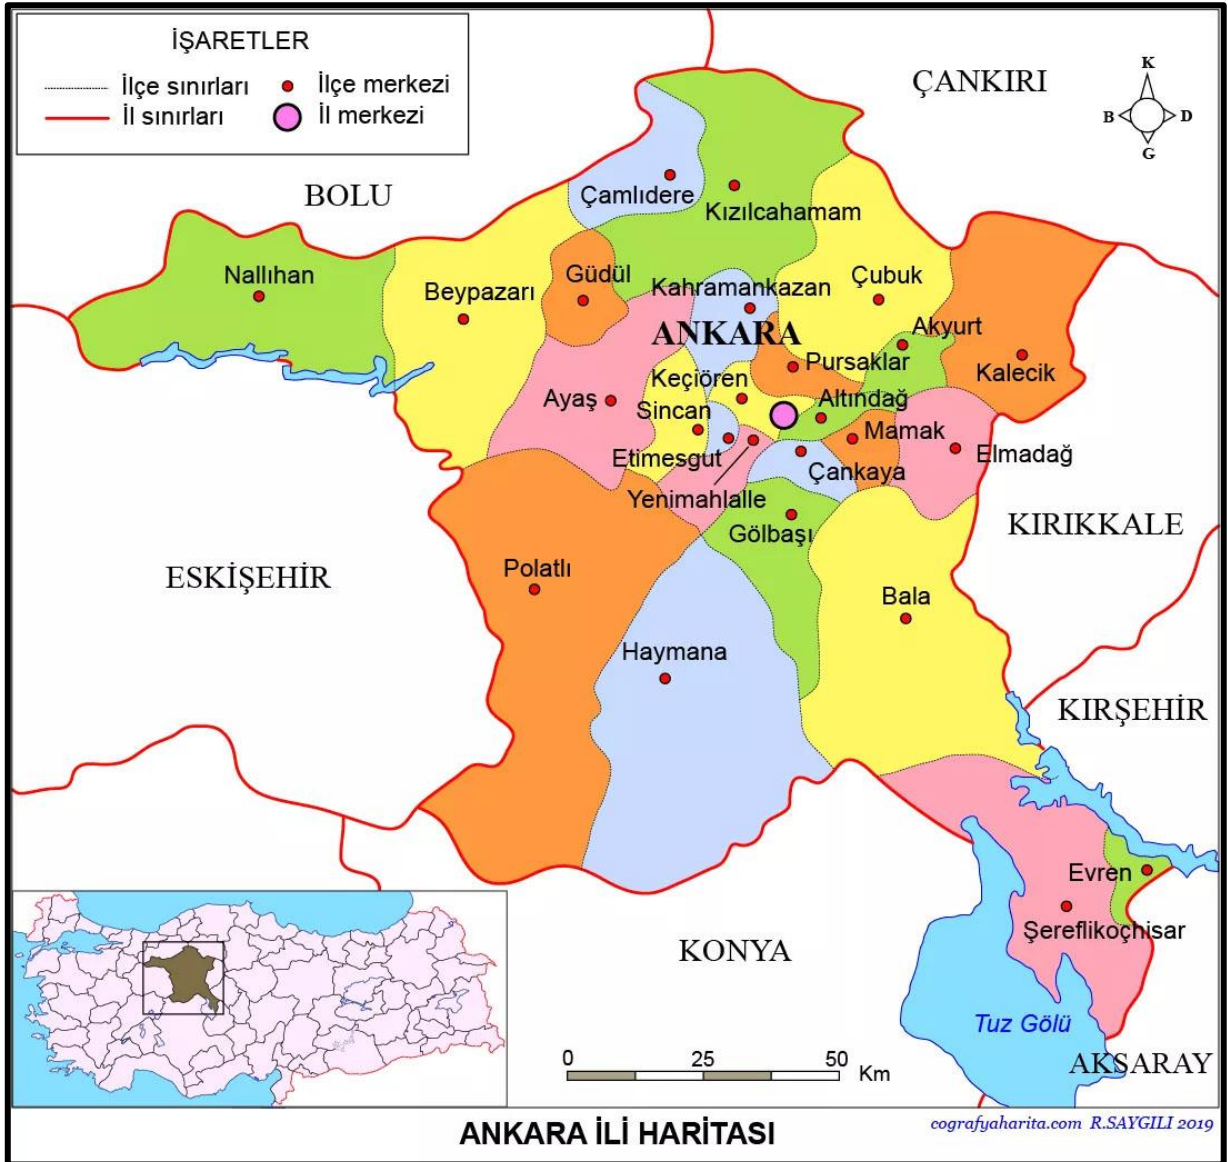 İŞARETLER
İlçe sınırları
İlçe merkezi
İl sınırları
İl merkezi
ÇANKIRI
K
B
D
G
BOLU
Çamlıdere
Kızılcahamam
Nallıhan
Beypazarı
Güdül
Kahramankazan
Çubuk
ANKARA
Akyurt
Pursaklar
Kalecik
Keçiören
Ayaş
Sincan
Altındağ
Mamak
Elmadağ
Etimesgut
Çankaya
Yenimahlalle
Gölbaşı
KIRIKKALE
ESKİŞEHİR
Polatlı
Bala
Haymana
KIRŞEHİR
Evren
Şereflikoçhisar
KONYA
Tuz Gölü
AKSARAY
0 25 50
Km
ANKARA İLİ HARİTASI
cografyaharita.com R.SAYGILI 2019